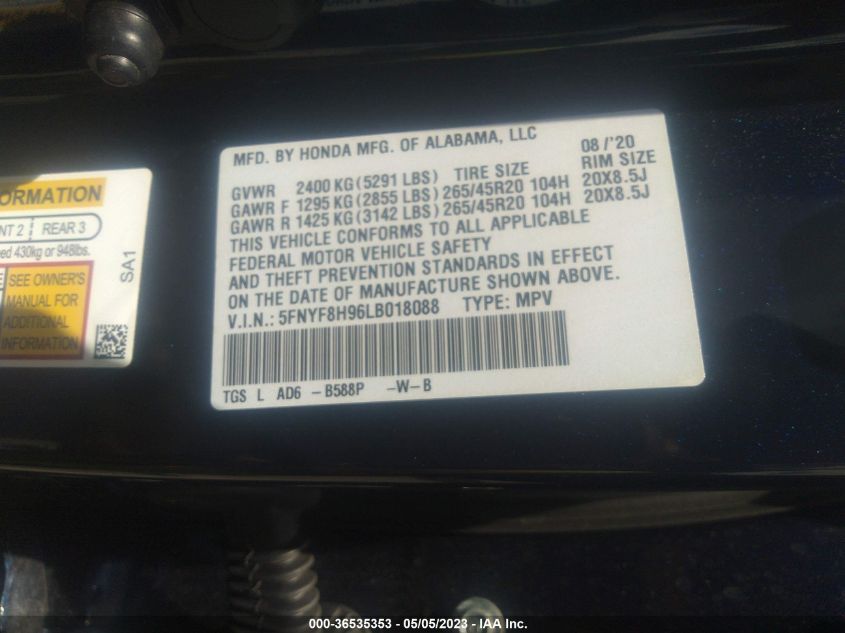 MFD. BY HONDA MFG. OF ALABAMA, LLC 08/'20
GVWR 2400 KG (5291 LBS) TIRE SIZE RIM SIZE
GAWR F 1295 KG (2855 LBS) 265/45R20 104H 20X8.5J
GAWR R 1425 KG (3142 LBS) 265/45R20 104H 20X8.5J
THIS VEHICLE CONFORMS TO ALL APPLICABLE
FEDERAL MOTOR VEHICLE SAFETY
AND THEFT PREVENTION STANDARDS IN EFFECT
ON THE DATE OF MANUFACTURE SHOWN ABOVE.
V.I.N.: 5FNYF8H96LB018088 TYPE: MPV
TGS L AD6 -B588P -W-B
2 REAR 3
430kg or 948lbs.
SEE OWNER'S
MANUAL FOR
ADDITIONAL
INFORMATION
SA1
000-36535353 - 05/05/2023 - IAA Inc.